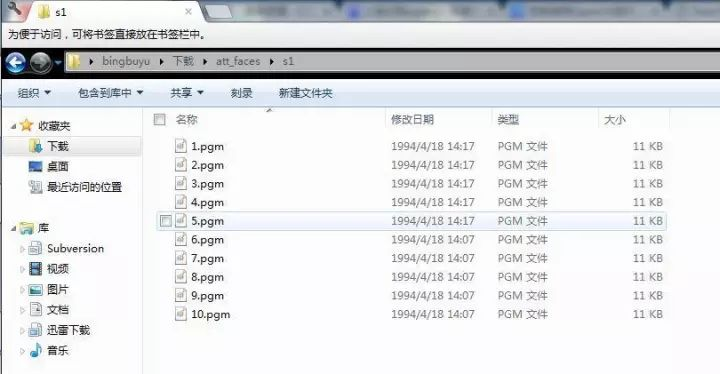 s1
为便于访问，可将书签直接放在书签栏中。
bingbuyu 下载 att_faces s1
组织 包含到库中 共享 刻录 新建文件夹
名称 修改日期 类型 大小
收藏夹
下载
桌面
最近访问的位置
库
Subversion
视频
图片
文档
迅雷下载
音乐
1.pgm 1994/4/18 14:17 PGM 文件 11 KB
2.pgm 1994/4/18 14:17 PGM 文件 11 KB
3.pgm 1994/4/18 14:17 PGM 文件 11 KB
4.pgm 1994/4/18 14:17 PGM 文件 11 KB
5.pgm 1994/4/18 14:17 PGM 文件 11 KB
6.pgm 1994/4/18 14:07 PGM 文件 11 KB
7.pgm 1994/4/18 14:07 PGM 文件 11 KB
8.pgm 1994/4/18 14:07 PGM 文件 11 KB
9.pgm 1994/4/18 14:07 PGM 文件 11 KB
10.pgm 1994/4/18 14:07 PGM 文件 11 KB